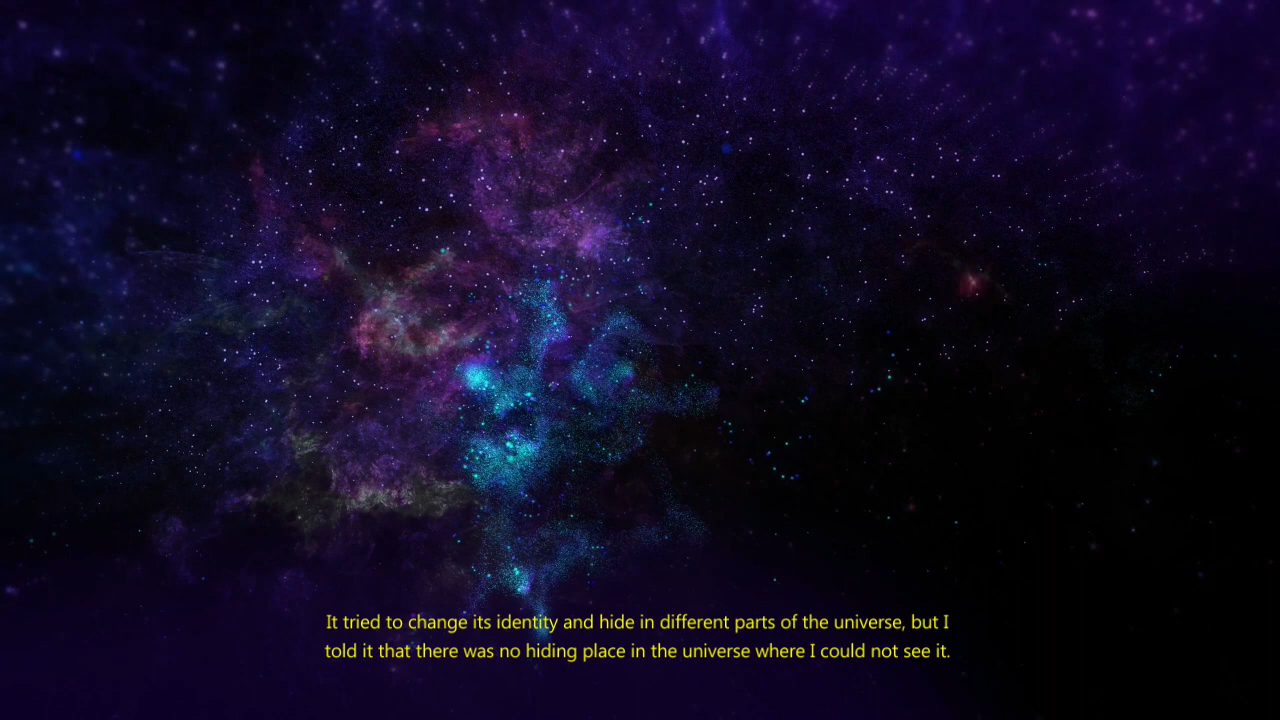 It tried to change its identity and hide in different parts of the universe, but I
told it that there was no hiding place in the universe where I could not see it.